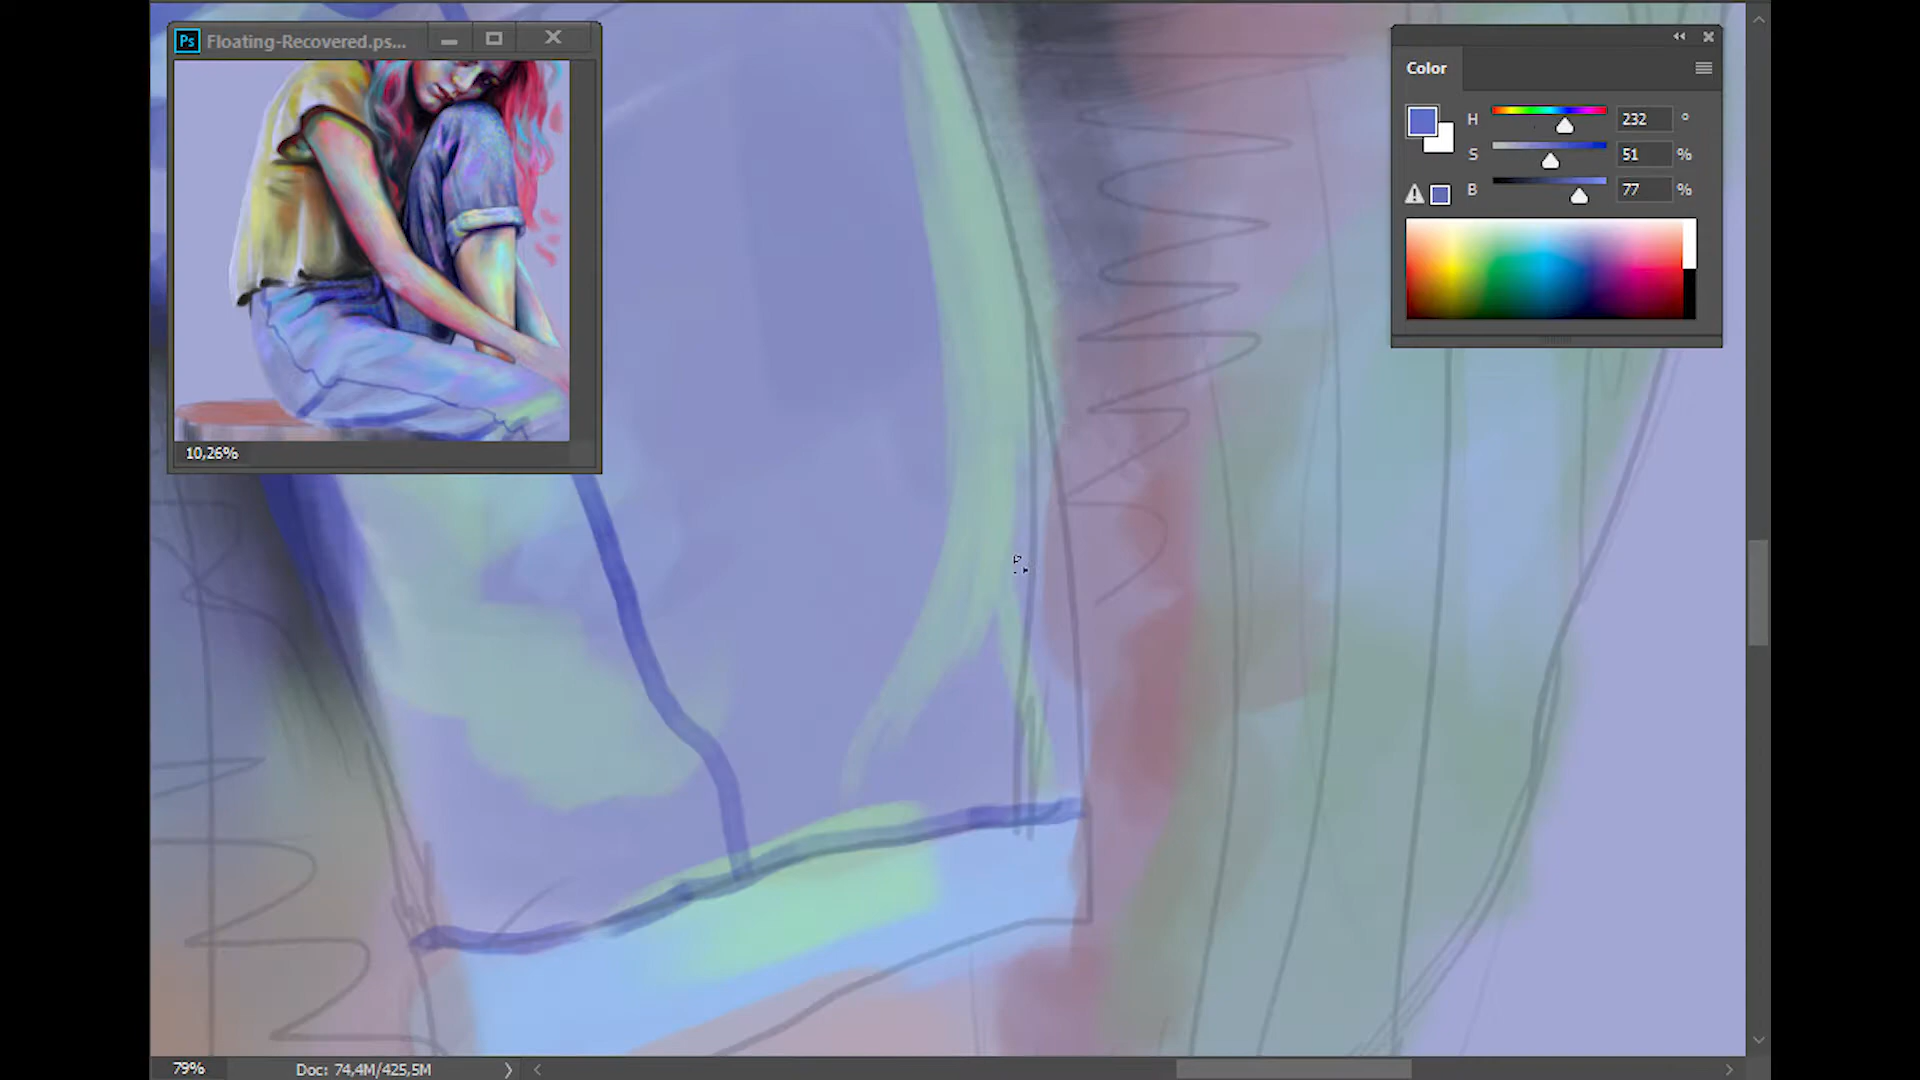 Ps Floating-Recovered.ps...
10,26%
Color
H 232 °
S 51 %
B 77 %
79% Doc: 74,4M/425,5M